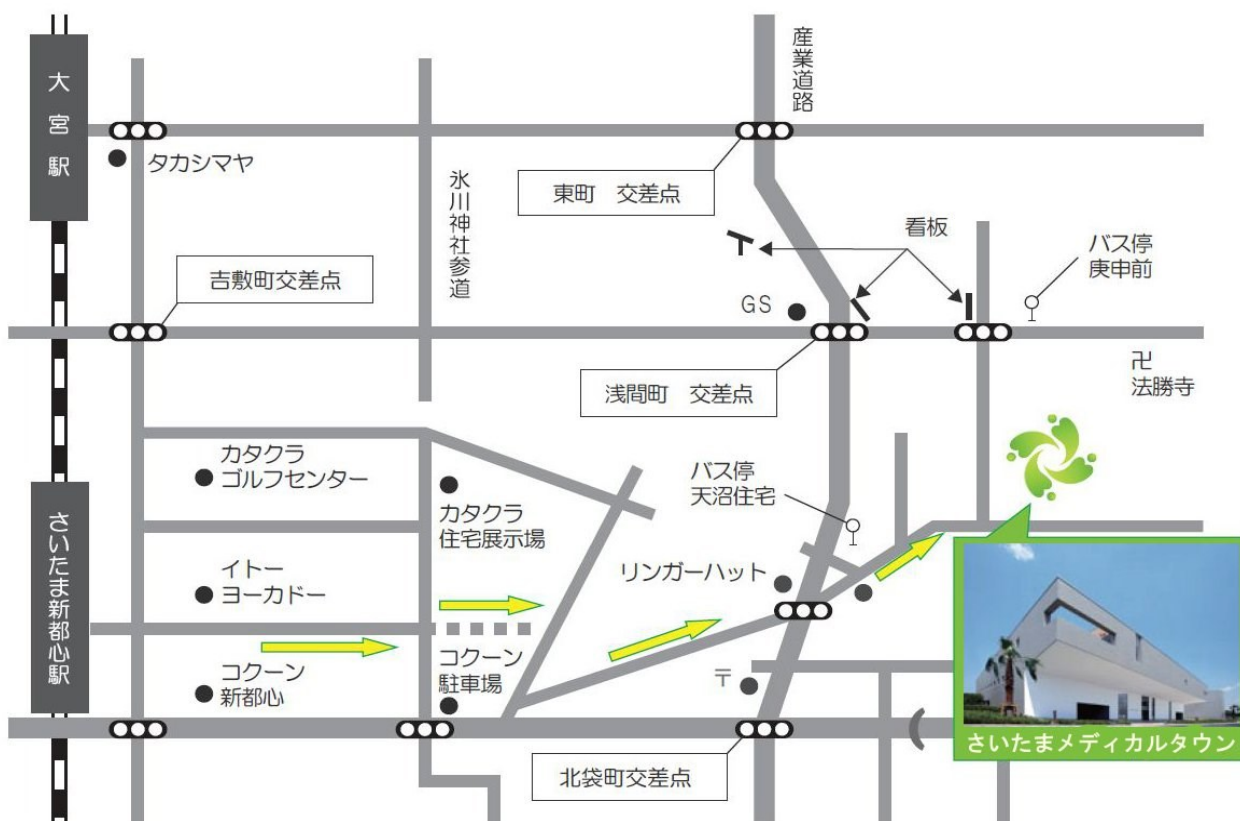 大宮駅
タカシマヤ
産業道路
東町　交差点
氷川神社参道
看板
バス停
庚申前
吉敷町交差点
GS
浅間町　交差点
卍
法勝寺
カタクラ
ゴルフセンター
カタクラ
住宅展示場
バス停
天沼住宅
さいたま新都心駅
イトー
ヨーカドー
リンガーハット
コクーン
新都心
コクーン
駐車場
〒
北袋町交差点
さいたまメディカルタウン